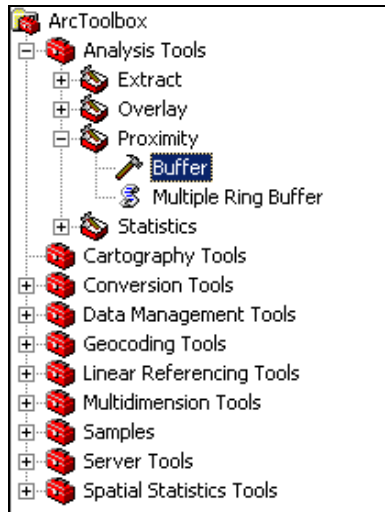 ArcToolbox
Analysis Tools
Extract
Overlay
Proximity
Buffer
Multiple Ring Buffer
Statistics
Cartography Tools
Conversion Tools
Data Management Tools
Geocoding Tools
Linear Referencing Tools
Multidimension Tools
Samples
Server Tools
Spatial Statistics Tools